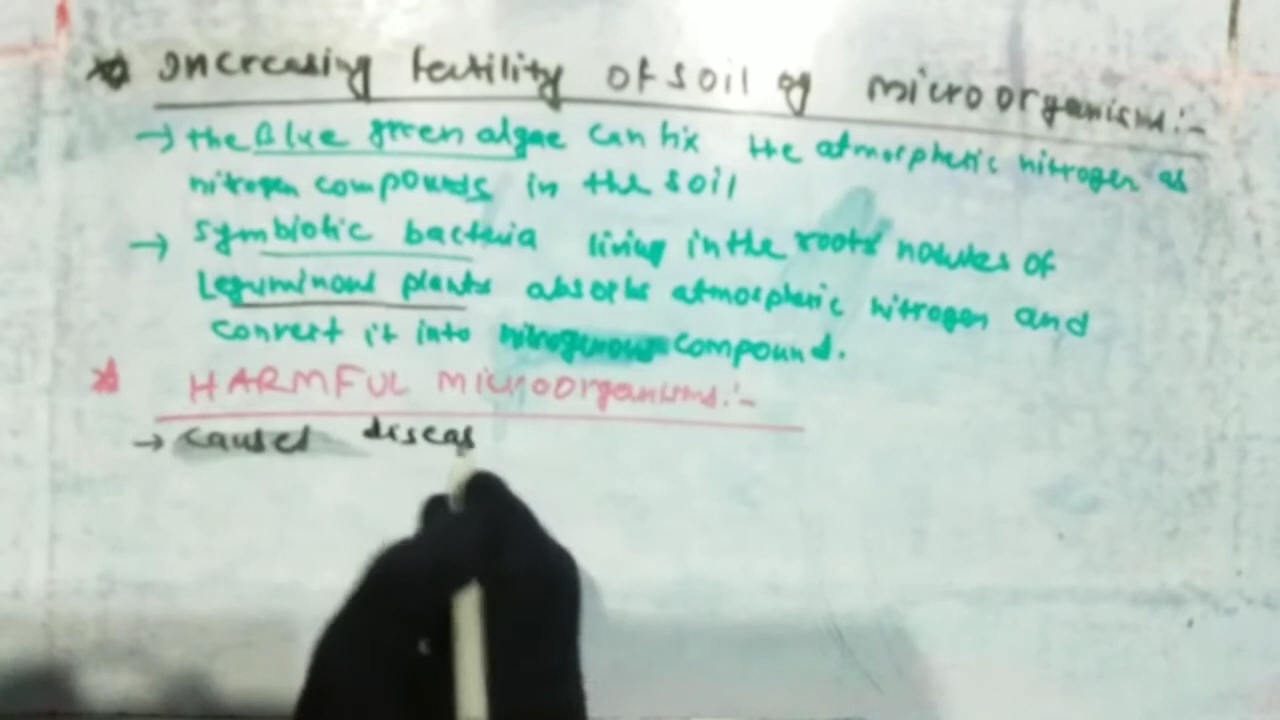 Increasing fertility of soil of microorganism:-
→ the Blue green algae can fix the atmospheric nitrogen as
nitrogen compounds in the soil
→ Symbiotic bacteria living in the roots nodules of
Leguminous plants absorbs atmospheric nitrogen and
convert it into nitrogenous compound.
HARMFUL Microorganisms:-
→ causes diseas